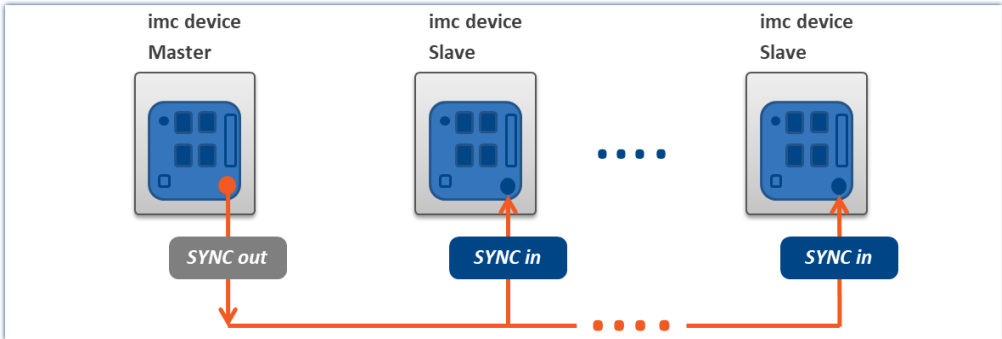 imc device
Master
imc device
Slave
imc device
Slave
SYNC out
SYNC in
SYNC in